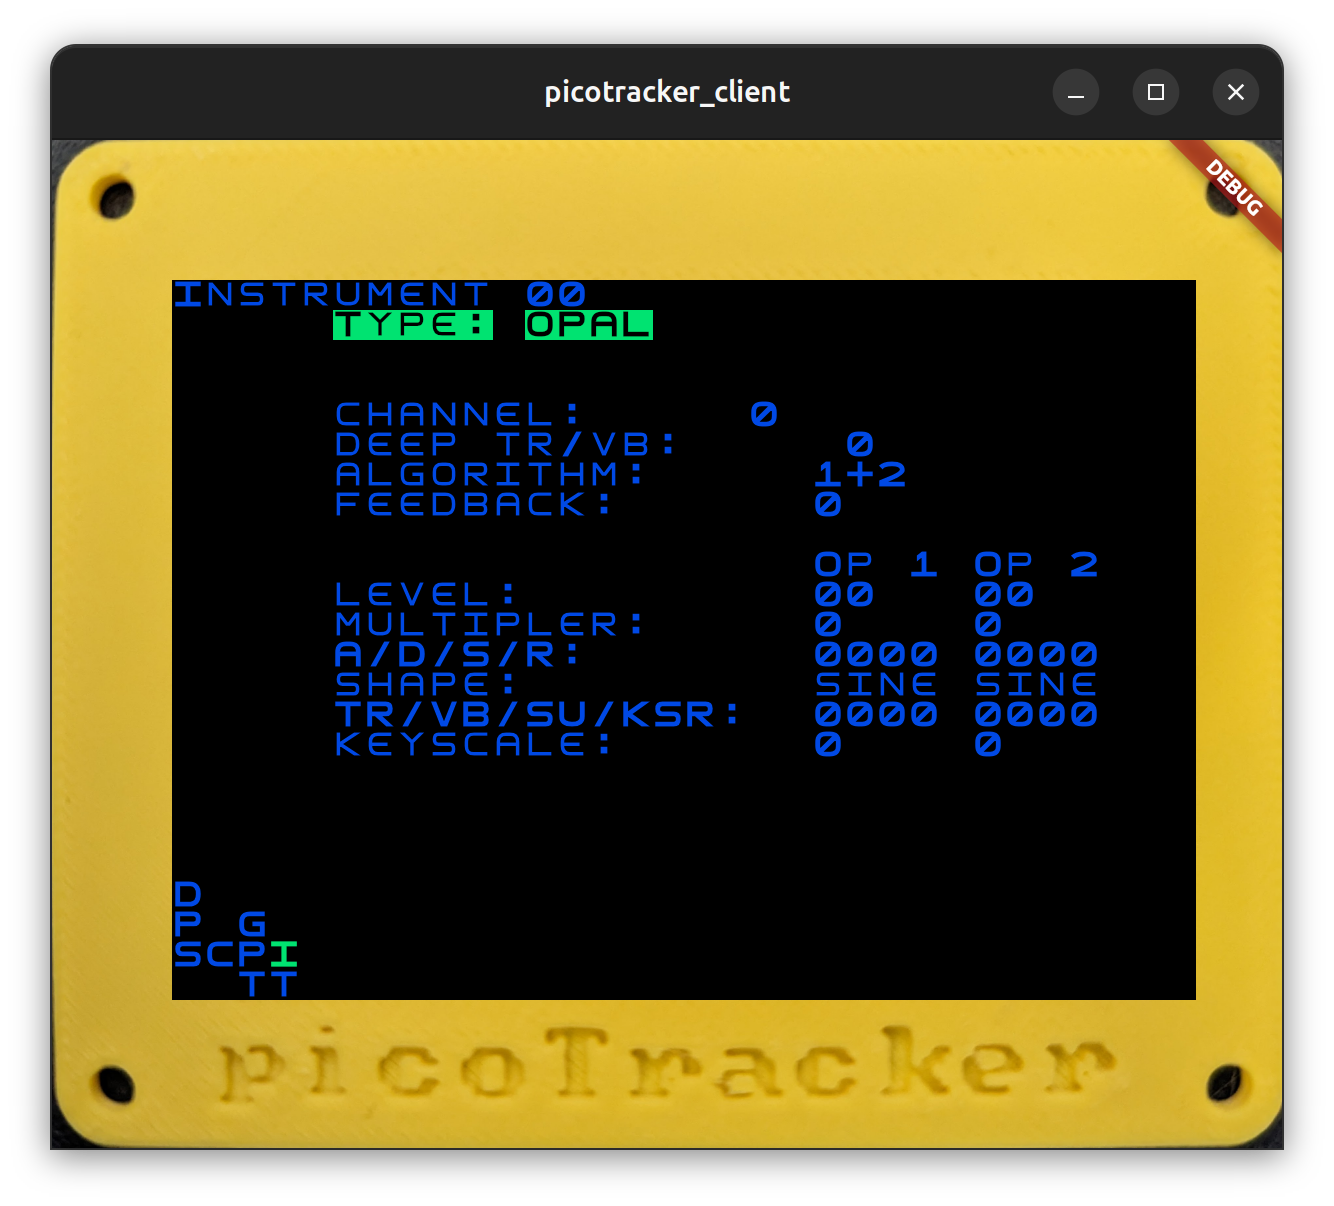 picotracker_client
DEBUG
INSTRUMENT 00
TYPE: OPAL
CHANNEL: 0
DEEP TR/VB: 0
ALGORITHM: 1+2
FEEDBACK: 0
OP 1 OP 2
LEVEL: 00 00
MULTIPLER: 0 0
A/D/S/R: 0000 0000
SHAPE: SINE SINE
TR/VB/SU/KSR: 0000 0000
KEYSCALE: 0 0
D
P G
SCPI
TT
picoTracker